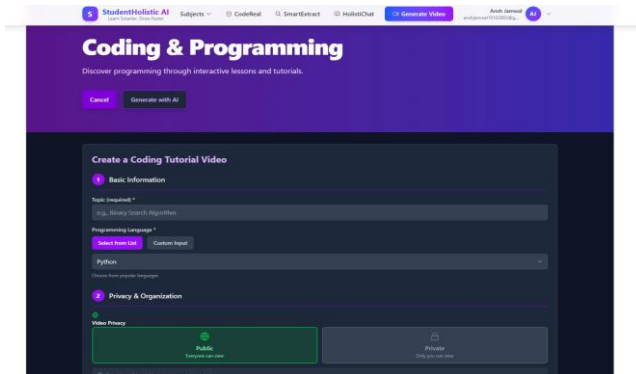 S StudentHolistic AI
Learn Smarter, Grow Faster
Subjects
CodeReal
SmartExtract
HolistiChat
Generate Video
Ansh Jamwal
AI
Coding & Programming
Discover programming through interactive lessons and tutorials.
Cancel
Generate with AI
Create a Coding Tutorial Video
1 Basic Information
Topic (required) *
e.g., Binary Search Algorithm
Programming Language *
Select from List
Custom Input
Python
Choose from popular languages
2 Privacy & Organization
Video Privacy
Public
Everyone can view
Private
Only you can view